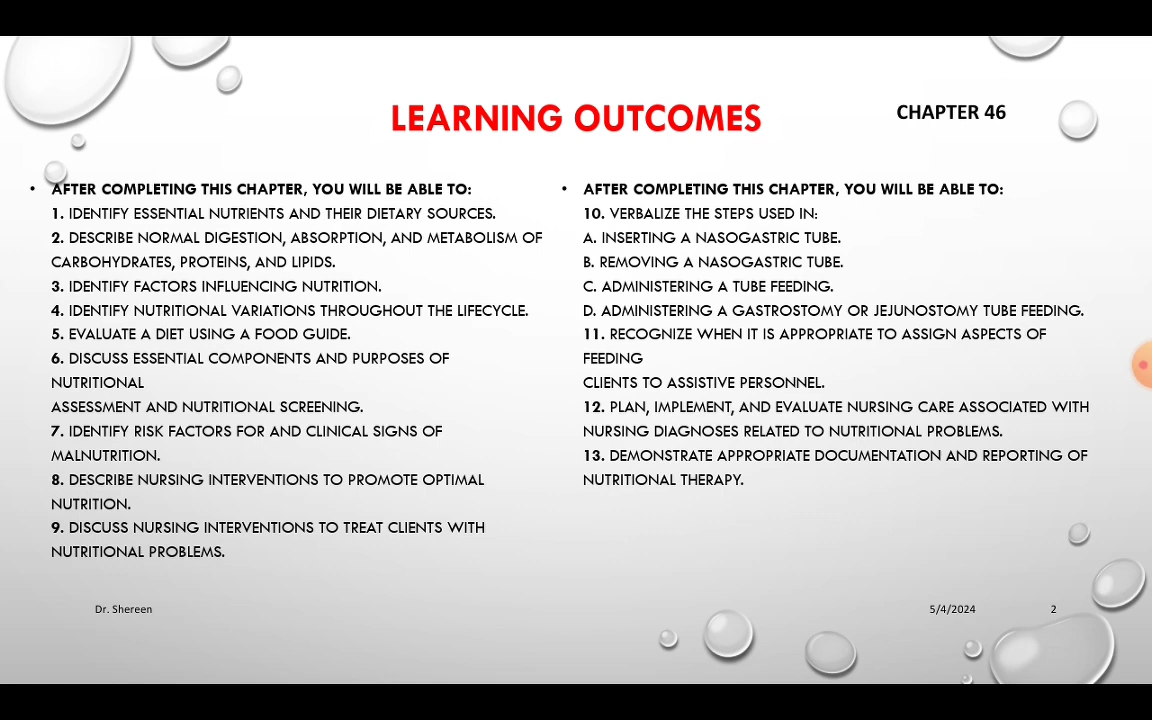 LEARNING OUTCOMES
CHAPTER 46
• AFTER COMPLETING THIS CHAPTER, YOU WILL BE ABLE TO:
1. IDENTIFY ESSENTIAL NUTRIENTS AND THEIR DIETARY SOURCES.
2. DESCRIBE NORMAL DIGESTION, ABSORPTION, AND METABOLISM OF
CARBOHYDRATES, PROTEINS, AND LIPIDS.
3. IDENTIFY FACTORS INFLUENCING NUTRITION.
4. IDENTIFY NUTRITIONAL VARIATIONS THROUGHOUT THE LIFECYCLE.
5. EVALUATE A DIET USING A FOOD GUIDE.
6. DISCUSS ESSENTIAL COMPONENTS AND PURPOSES OF
NUTRITIONAL
ASSESSMENT AND NUTRITIONAL SCREENING.
7. IDENTIFY RISK FACTORS FOR AND CLINICAL SIGNS OF
MALNUTRITION.
8. DESCRIBE NURSING INTERVENTIONS TO PROMOTE OPTIMAL
NUTRITION.
9. DISCUSS NURSING INTERVENTIONS TO TREAT CLIENTS WITH
NUTRITIONAL PROBLEMS.
• AFTER COMPLETING THIS CHAPTER, YOU WILL BE ABLE TO:
10. VERBALIZE THE STEPS USED IN:
A. INSERTING A NASOGASTRIC TUBE.
B. REMOVING A NASOGASTRIC TUBE.
C. ADMINISTERING A TUBE FEEDING.
D. ADMINISTERING A GASTROSTOMY OR JEJUNOSTOMY TUBE FEEDING.
11. RECOGNIZE WHEN IT IS APPROPRIATE TO ASSIGN ASPECTS OF
FEEDING
CLIENTS TO ASSISTIVE PERSONNEL.
12. PLAN, IMPLEMENT, AND EVALUATE NURSING CARE ASSOCIATED WITH
NURSING DIAGNOSES RELATED TO NUTRITIONAL PROBLEMS.
13. DEMONSTRATE APPROPRIATE DOCUMENTATION AND REPORTING OF
NUTRITIONAL THERAPY.
Dr. Shereen
5/4/2024
2